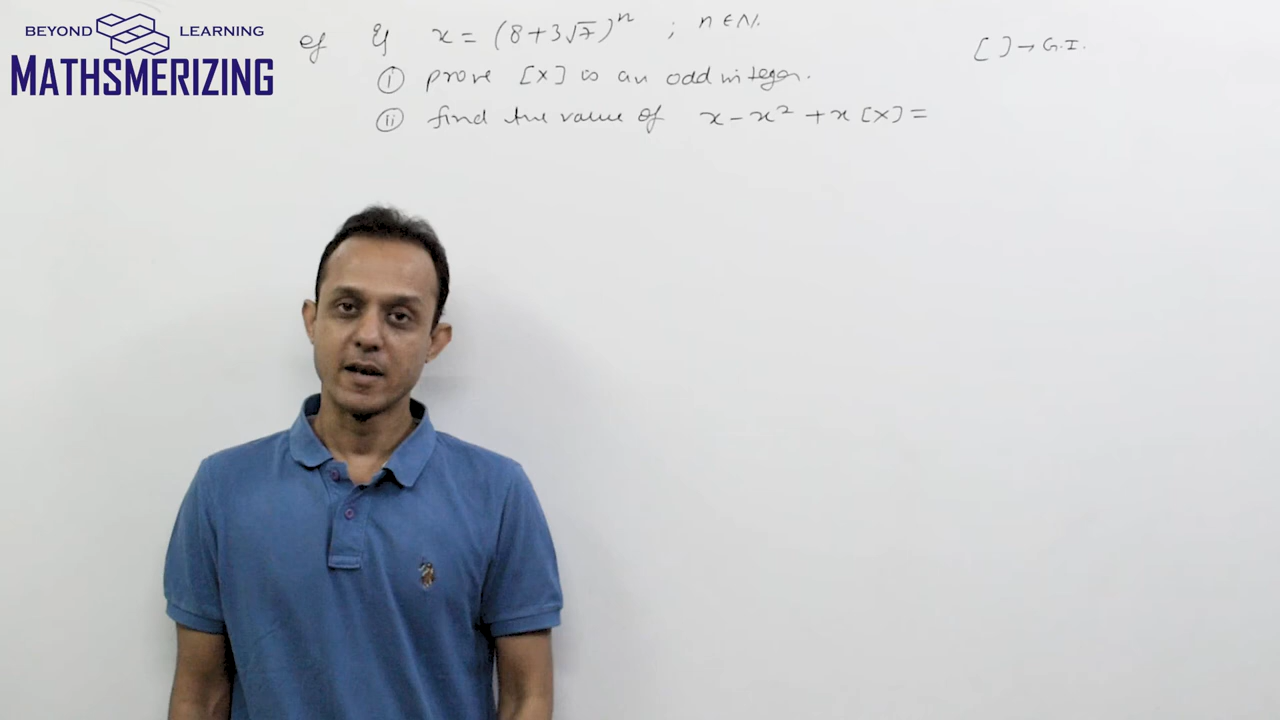 BEYOND LEARNING
MATHSMERIZING
eg If x = (8+3√7)^n ; n ∈ N.
[ ] → G.I.
(i) prove [x] is an odd integer.
(ii) find the value of x - x² + x[x] =